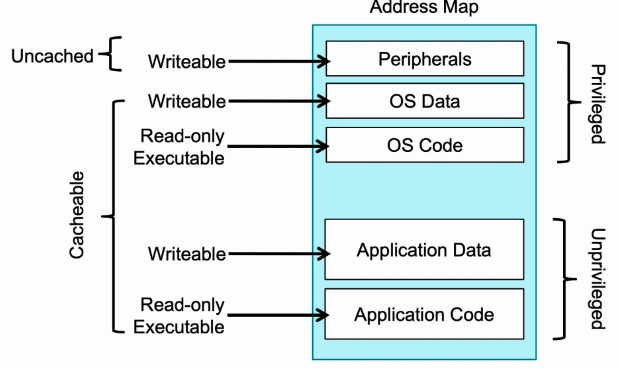 Address Map
Uncached
Writeable
Peripherals
Privileged
Writeable
OS Data
Read-only
Executable
OS Code
Cacheable
Writeable
Application Data
Unprivileged
Read-only
Executable
Application Code